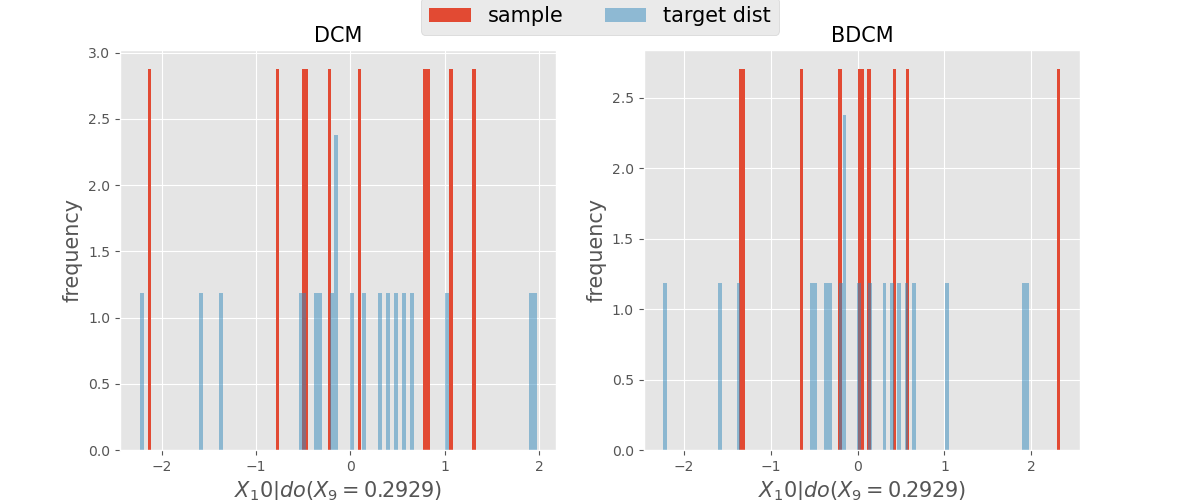 sample target dist
DCM
3.0
2.5
2.0
1.5
1.0
0.5
0.0
frequency
−2 −1 0 1 2
X₁0|do(X₉ = 0.2929)
BDCM
2.5
2.0
1.5
1.0
0.5
0.0
frequency
−2 −1 0 1 2
X₁0|do(X₉ = 0.2929)